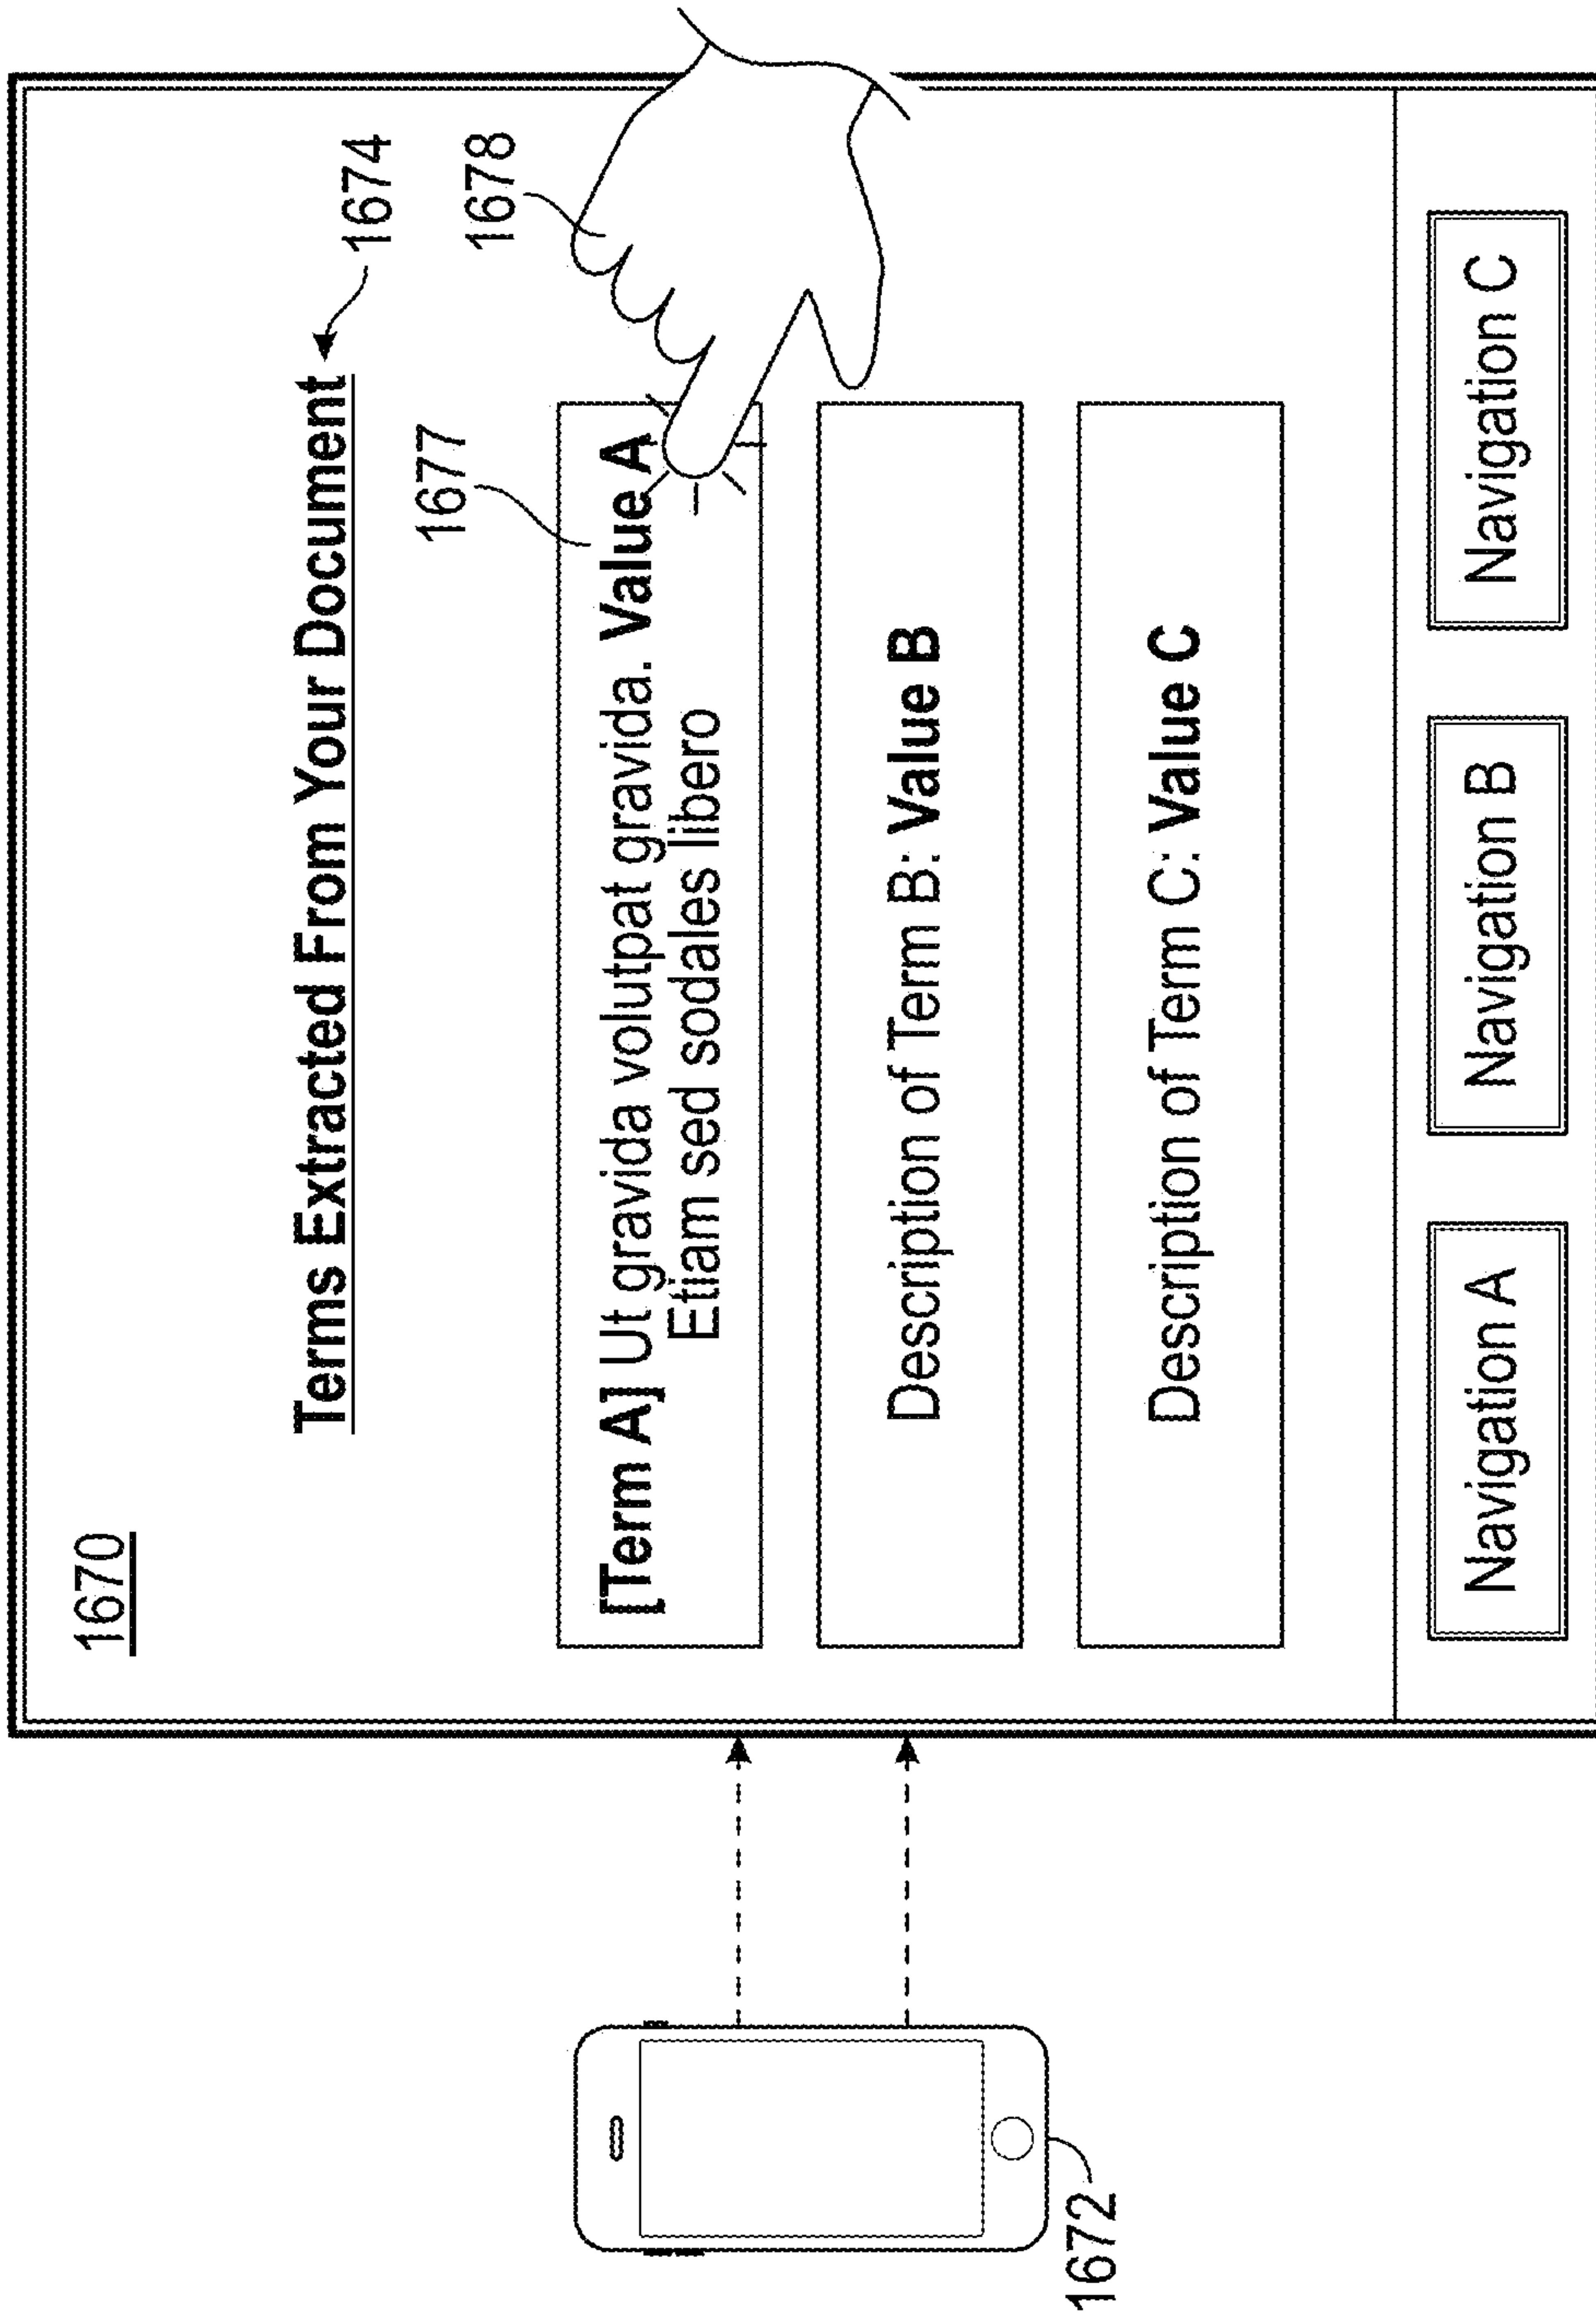 1670
Terms Extracted From Your Document
1674
1677
1678
[Term A] Ut gravida volutpat gravida. Value A
Etiam sed sodales libero
Description of Term B: Value B
Description of Term C: Value C
Navigation A
Navigation B
Navigation C
1672